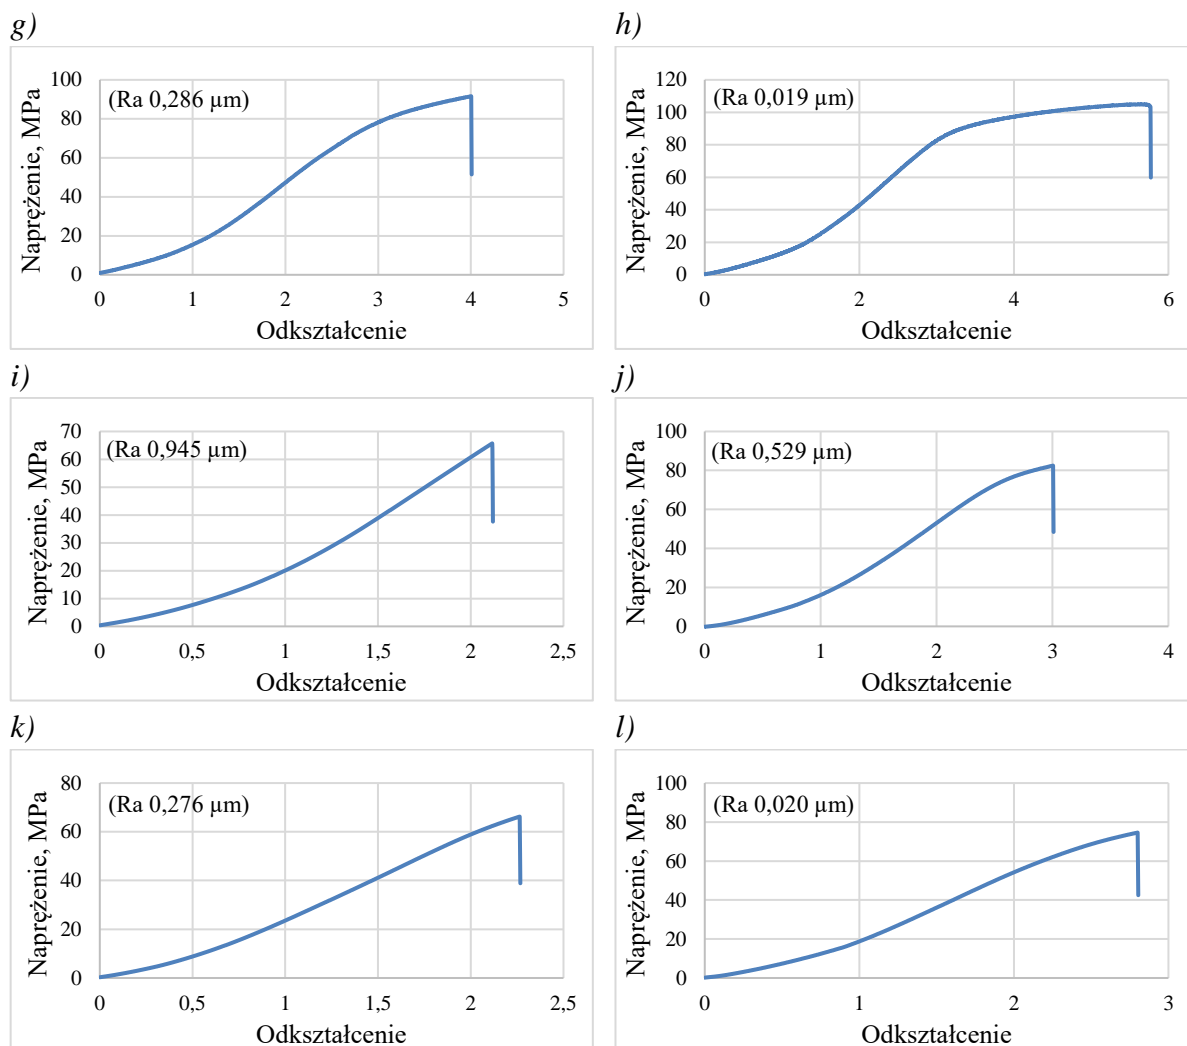 g)
Naprężenie, MPa
100
80
60
40
20
0
(Ra 0,286 µm)
0 1 2 3 4 5
Odkształcenie
h)
Naprężenie, MPa
120
100
80
60
40
20
0
(Ra 0,019 µm)
0 2 4 6
Odkształcenie
i)
Naprężenie, MPa
70
60
50
40
30
20
10
0
(Ra 0,945 µm)
0 0,5 1 1,5 2 2,5
Odkształcenie
j)
Naprężenie, MPa
100
80
60
40
20
0
(Ra 0,529 µm)
0 1 2 3 4
Odkształcenie
k)
Naprężenie, MPa
80
60
40
20
0
(Ra 0,276 µm)
0 0,5 1 1,5 2 2,5
Odkształcenie
l)
Naprężenie, MPa
100
80
60
40
20
0
(Ra 0,020 µm)
0 1 2 3
Odkształcenie